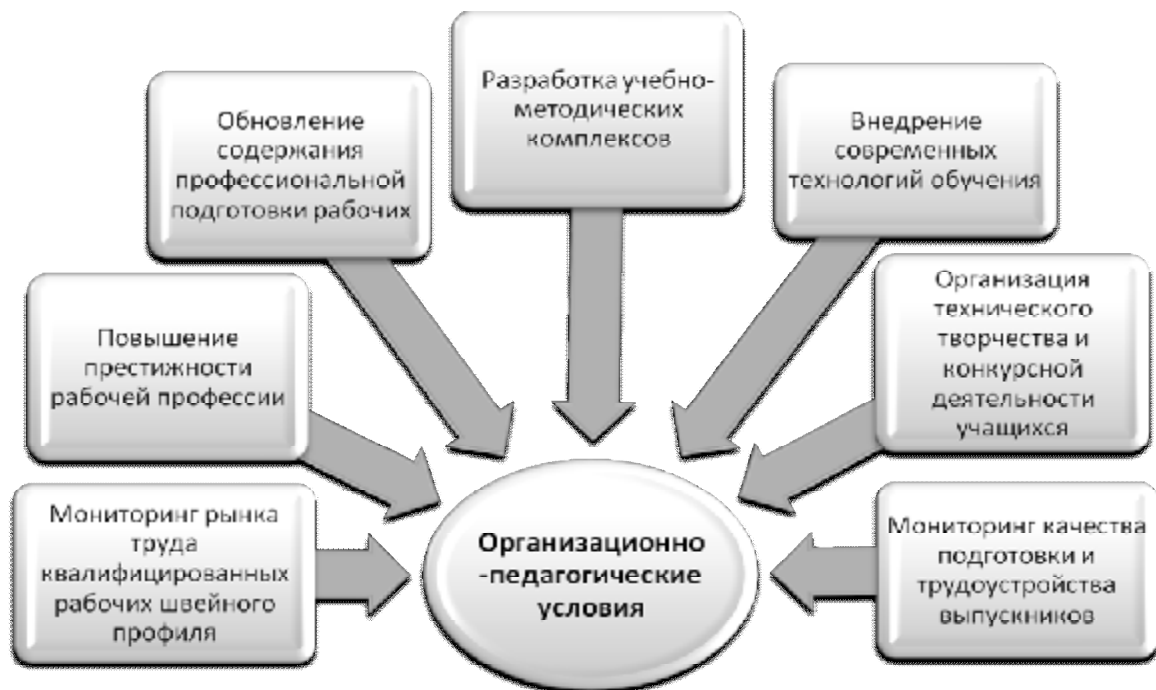 Разработка учебно-
методических
комплексов
Обновление
содержания
профессиональной
подготовки рабочих
Внедрение
современных
технологий обучения
Повышение
престижности
рабочей профессии
Организация
технического
творчества и
конкурсной
деятельности
учащихся
Мониторинг рынка
труда
квалифицированных
рабочих швейного
профиля
Организационно
-педагогические
условия
Мониторинг качества
подготовки и
трудоустройства
выпускников